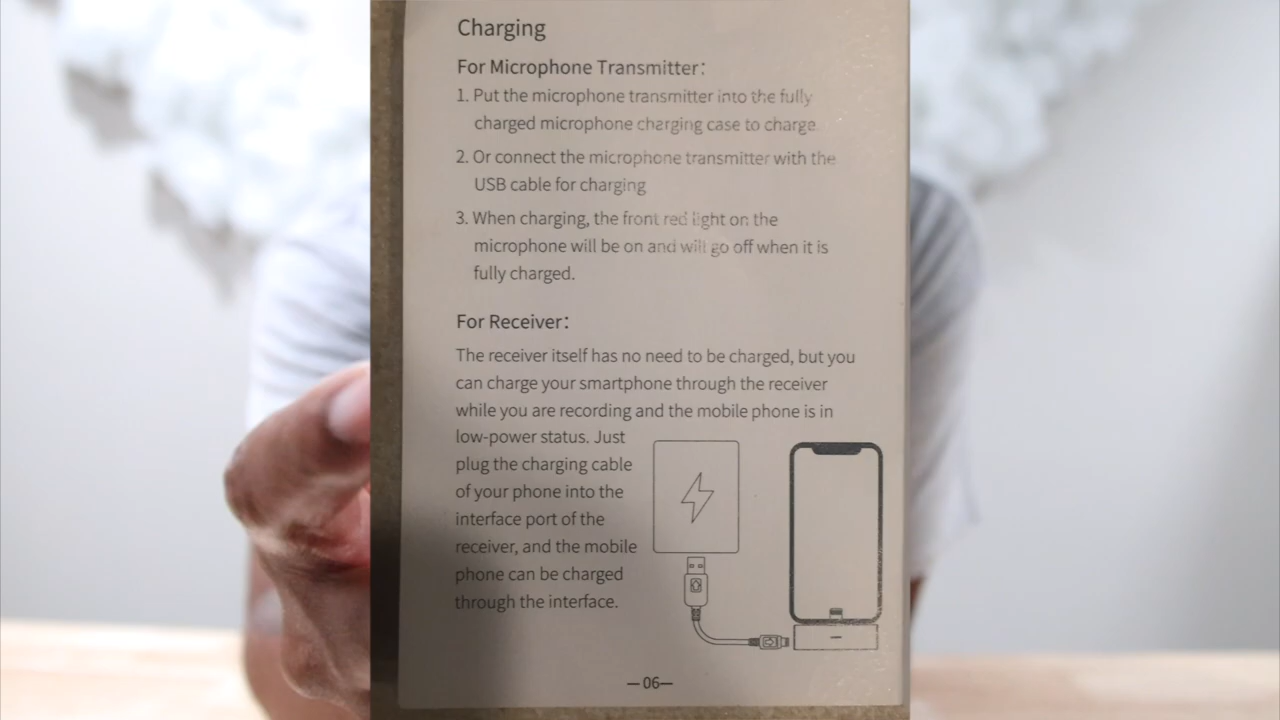 Charging
For Microphone Transmitter:
1. Put the microphone transmitter into the fully
charged microphone charging case to charge
2. Or connect the microphone transmitter with the
USB cable for charging
3. When charging, the front red light on the
microphone will be on and will go off when it is
fully charged.
For Receiver:
The receiver itself has no need to be charged, but you
can charge your smartphone through the receiver
while you are recording and the mobile phone is in
low-power status. Just
plug the charging cable
of your phone into the
interface port of the
receiver, and the mobile
phone can be charged
through the interface.
—06—